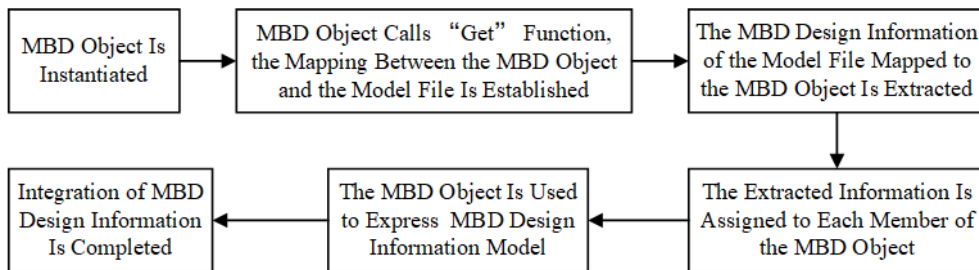 MBD Object Is
Instantiated
MBD Object Calls “Get” Function,
the Mapping Between the MBD Object
and the Model File Is Established
The MBD Design Information
of the Model File Mapped to
the MBD Object Is Extracted
The Extracted Information Is
Assigned to Each Member of
the MBD Object
The MBD Object Is Used
to Express MBD Design
Information Model
Integration of MBD
Design Information
Is Completed